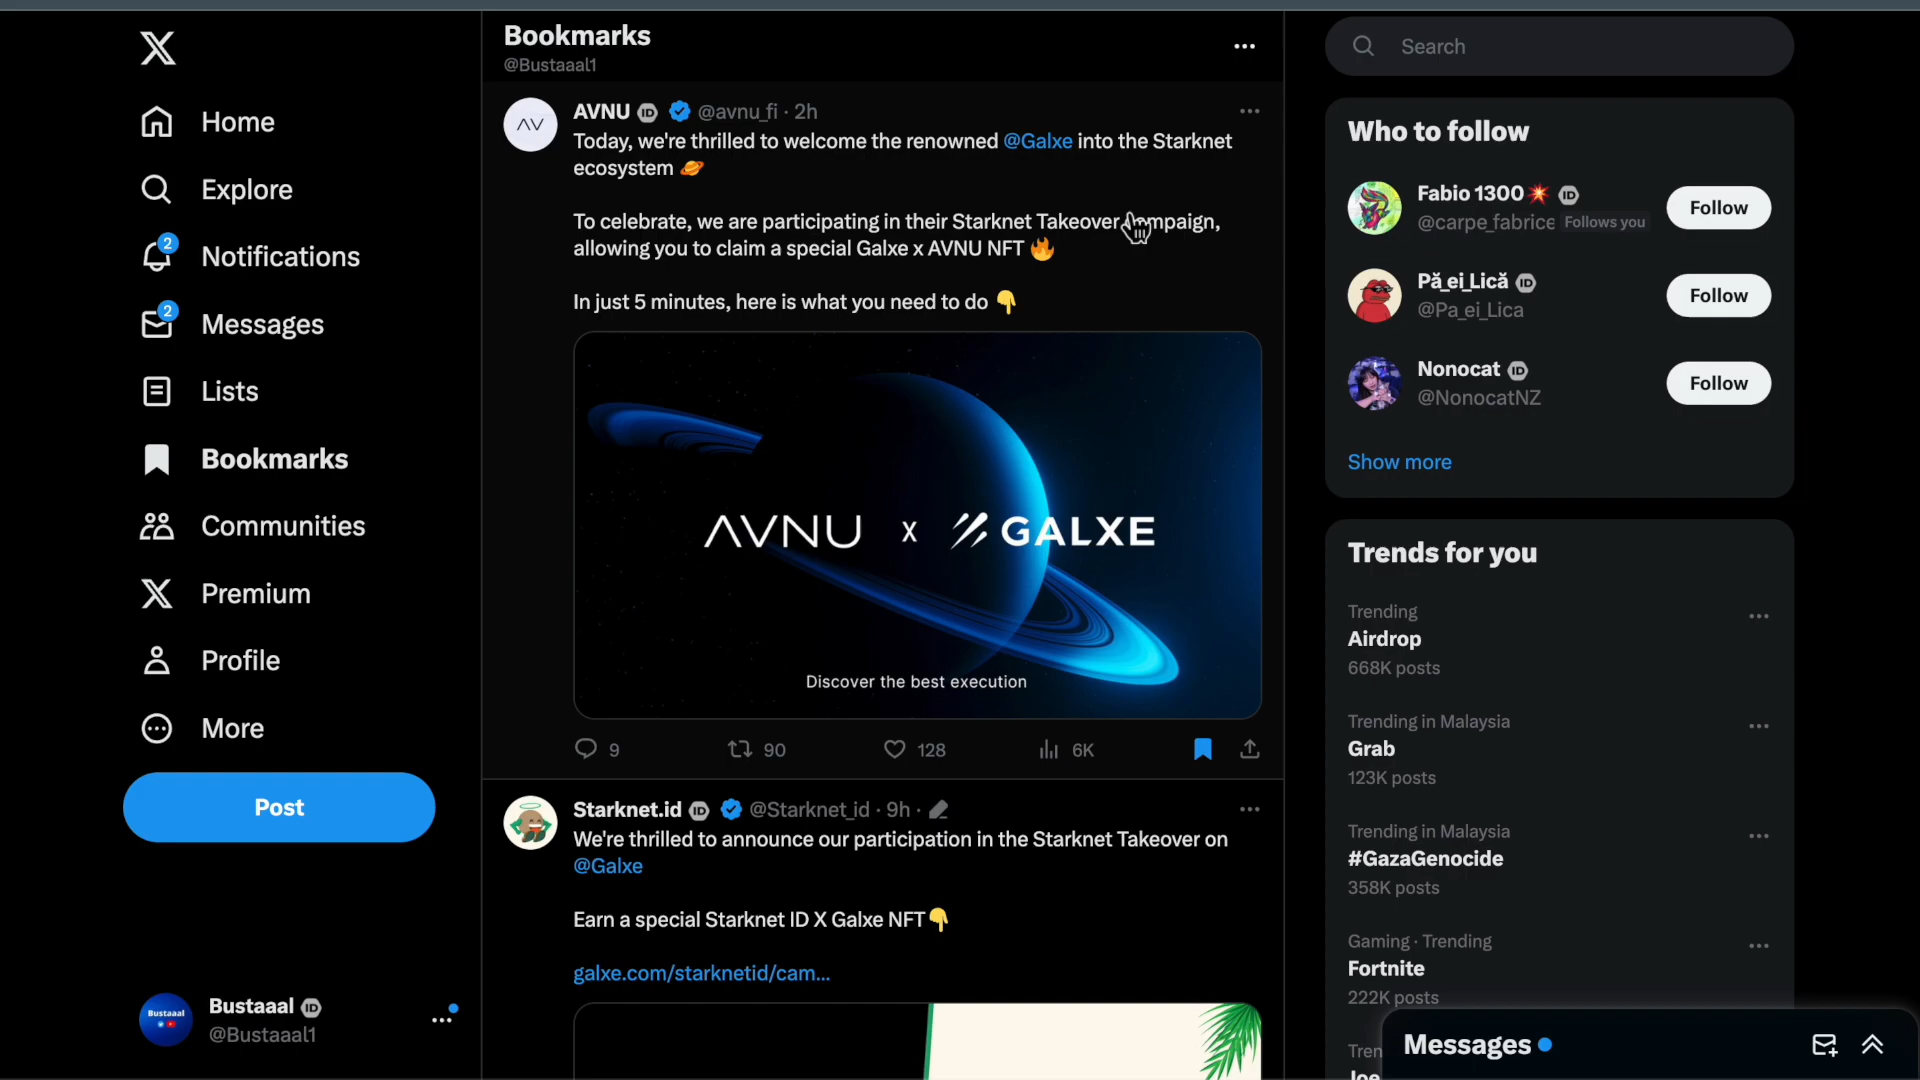 Home
Explore
2
Notifications
2
Messages
Lists
Bookmarks
Communities
Premium
Profile
More
Post
Bustaaal
Bustaaal ID
@Bustaaal1
Bookmarks
@Bustaaal1
AV
AVNU ID @avnu_fi · 2h
Today, we're thrilled to welcome the renowned @Galxe into the Starknet
ecosystem 🪐
To celebrate, we are participating in their Starknet Takeover
allowing you to claim a special Galxe x AVNU NFT 🔥
In just 5 minutes, here is what you need to do 👇
AVNU x GALXE
Discover the best execution
9 90 128 6K
Starknet.id ID @Starknet_id · 9h ·
We're thrilled to announce our participation in the Starknet Takeover on
@Galxe
Earn a special Starknet ID X Galxe NFT👇
galxe.com/starknetid/cam...
Search
Who to follow
Fabio 1300💥 ID
@carpe_fabrice Follows you
Follow
Pă_ei_Lică ID
@Pa_ei_Lica
Follow
Nonocat ID
@NonocatNZ
Follow
Show more
Trends for you
Trending
Airdrop
668K posts
Trending in Malaysia
Grab
123K posts
Trending in Malaysia
#GazaGenocide
358K posts
Gaming · Trending
Fortnite
222K posts
Messages